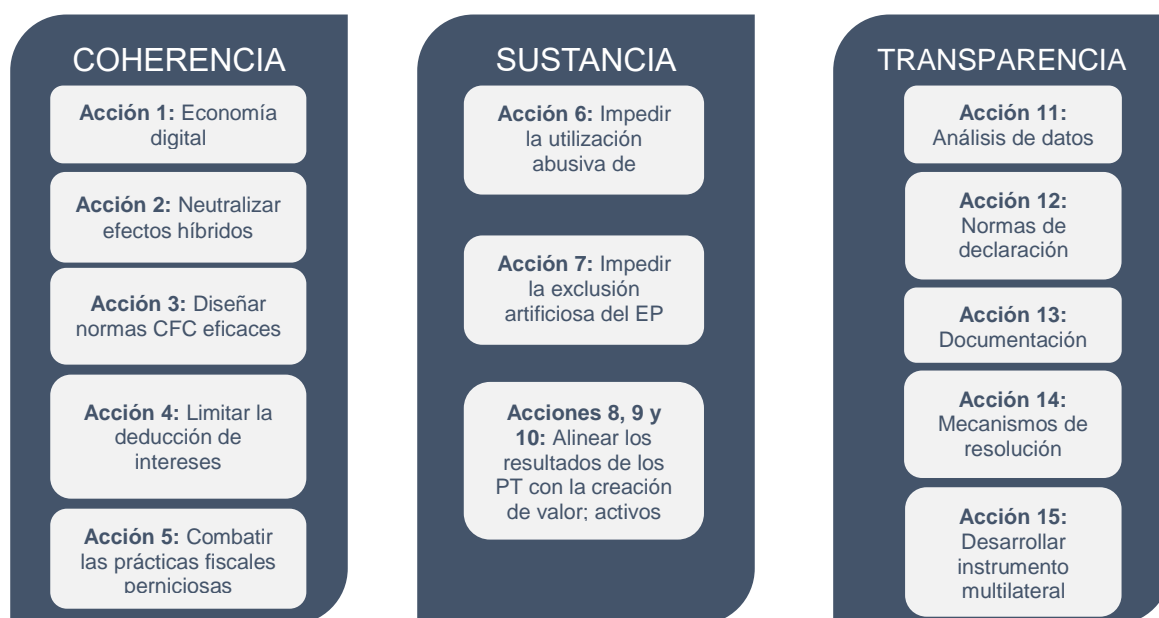 COHERENCIA
Acción 1: Economía
digital
Acción 2: Neutralizar
efectos híbridos
Acción 3: Diseñar
normas CFC eficaces
Acción 4: Limitar la
deducción de
intereses
Acción 5: Combatir
las prácticas fiscales
perniciosas
SUSTANCIA
Acción 6: Impedir
la utilización
abusiva de
Acción 7: Impedir
la exclusión
artificiosa del EP
Acciones 8, 9 y
10: Alinear los
resultados de los
PT con la creación
de valor; activos
TRANSPARENCIA
Acción 11:
Análisis de datos
Acción 12:
Normas de
declaración
Acción 13:
Documentación
Acción 14:
Mecanismos de
resolución
Acción 15:
Desarrollar
instrumento
multilateral